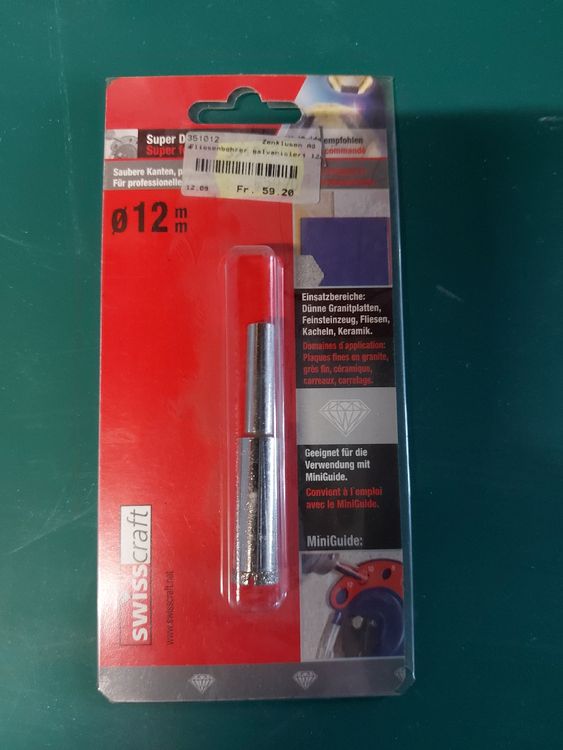 Super D
Super f
351012 Zenklusen AG
Fliesenbohrer galvanisiert 12
12.09 Fr. 59.20
empfohlen
commandé
Saubere Kanten, p
Für professionelle
ø12 mm
Einsatzbereiche:
Dünne Granitplatten,
Feinsteinzeug, Fliesen,
Kacheln, Keramik.
Domaines d'application:
Plaques fines en granite,
grès fin, céramique,
carreaux, carrelage.
Geeignet für die
Verwendung mit
MiniGuide.
Convient à l'emploi
avec le MiniGuide.
MiniGuide:
swisscraft
www.swisscraft.net